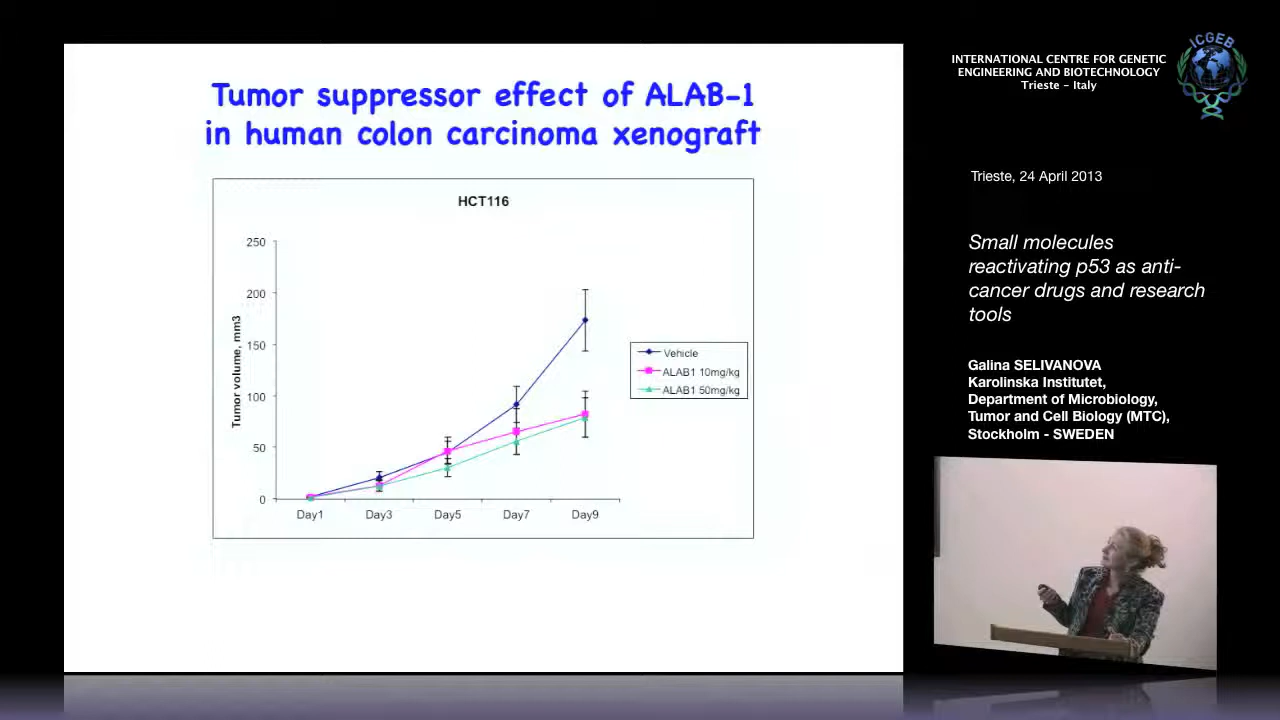 Tumor suppressor effect of ALAB-1
in human colon carcinoma xenograft
HCT116
Tumor volume, mm3
250
200
150
100
50
0
Day1 Day3 Day5 Day7 Day9
Vehicle
ALAB1 10mg/kg
ALAB1 50mg/kg
INTERNATIONAL CENTRE FOR GENETIC
ENGINEERING AND BIOTECHNOLOGY
Trieste - Italy
ICGEB
Trieste, 24 April 2013
Small molecules
reactivating p53 as anti-
cancer drugs and research
tools
Galina SELIVANOVA
Karolinska Institutet,
Department of Microbiology,
Tumor and Cell Biology (MTC),
Stockholm - SWEDEN